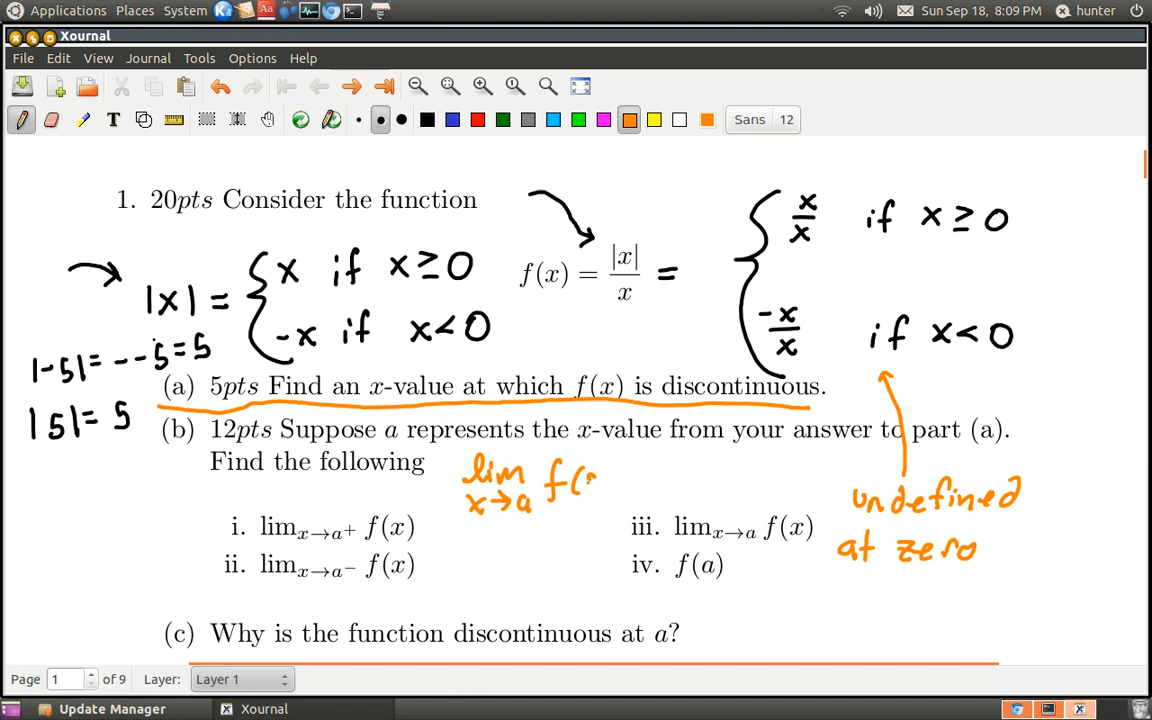 Applications Places System Aa Sun Sep 18, 8:09 PM hunter
Xournal
File Edit View Journal Tools Options Help
T Sans 12
1. 20pts Consider the function
f(x) = |x|/x = { x/x if x ≥ 0
-x/x if x < 0
|x| = { x if x ≥ 0
-x if x < 0
|-5| = - -5 = 5
|5| = 5
(a) 5pts Find an x-value at which f(x) is discontinuous.
(b) 12pts Suppose a represents the x-value from your answer to part (a).
Find the following
lim x→a f(
undefined
at zero
i. lim x→a+ f(x)
ii. lim x→a− f(x)
iii. lim x→a f(x)
iv. f(a)
(c) Why is the function discontinuous at a?
Page 1 of 9 Layer: Layer 1
Update Manager Xournal